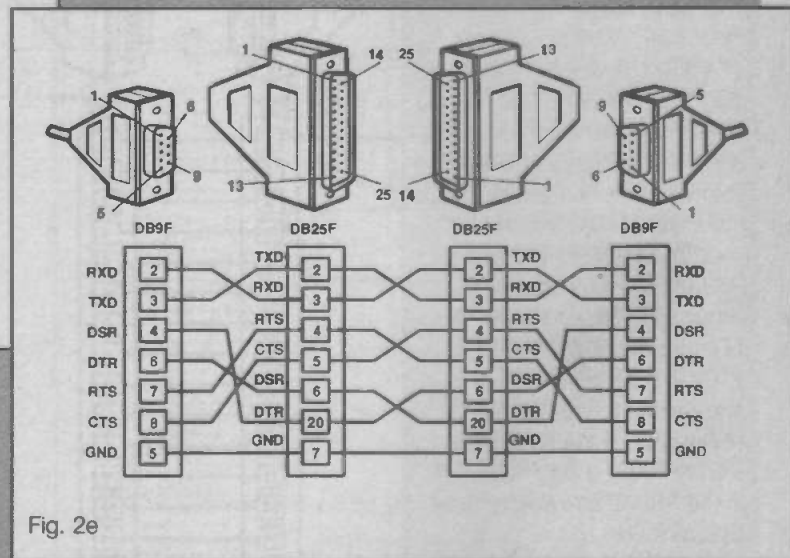 1 14 25 13
1 6 9 5
5 9 13 25 14 1 6 1
DB9F DB25F DB25F DB9F
TXD TXD
RXD 2 2 2 2 RXD
RXD RXD
TXD 3 3 3 3 TXD
RTS RTS
DSR 4 4 4 4 DSR
CTS CTS
DTR 6 5 5 6 DTR
DSR DSR
RTS 7 6 6 7 RTS
DTR DTR
CTS 8 20 20 8 CTS
GND GND
GND 5 7 7 5 GND
Fig. 2e